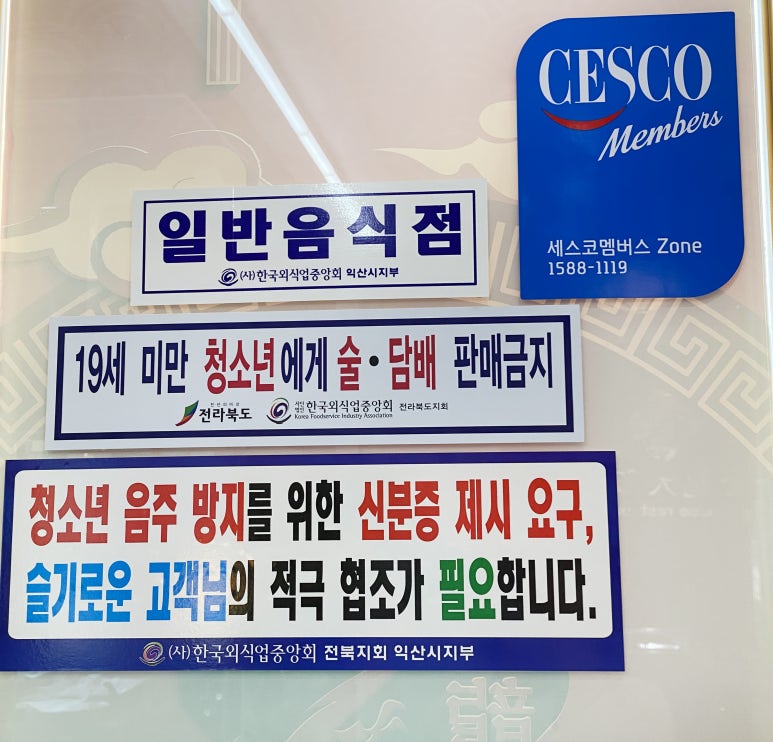 CESCO
Members
세스코멤버스 Zone
1588-1119
일반음식점
(사)한국외식업중앙회 익산시지부
19세 미만 청소년에게 술·담배 판매금지
전라북도
사단법인 한국외식업중앙회 전라북도지회
Korea Foodservice Industry Association
청소년 음주 방지를 위한 신분증 제시 요구,
슬기로운 고객님의 적극 협조가 필요합니다.
(사)한국외식업중앙회 전북지회 익산시지부